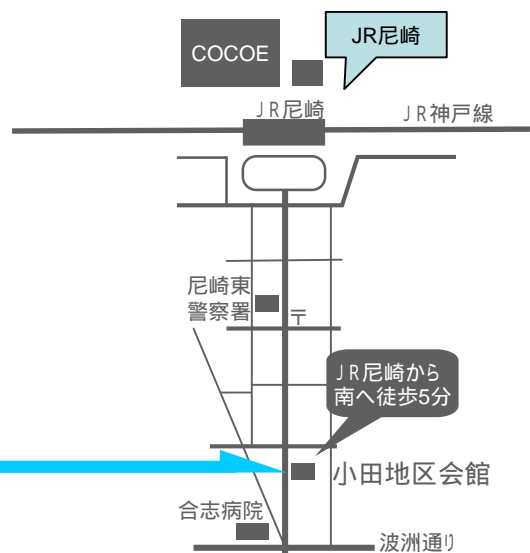 COCOE
JR尼崎
JR尼崎
JR神戸線
尼崎東
警察署
〒
JR尼崎から
南へ徒歩5分
小田地区会館
合志病院
波洲通り